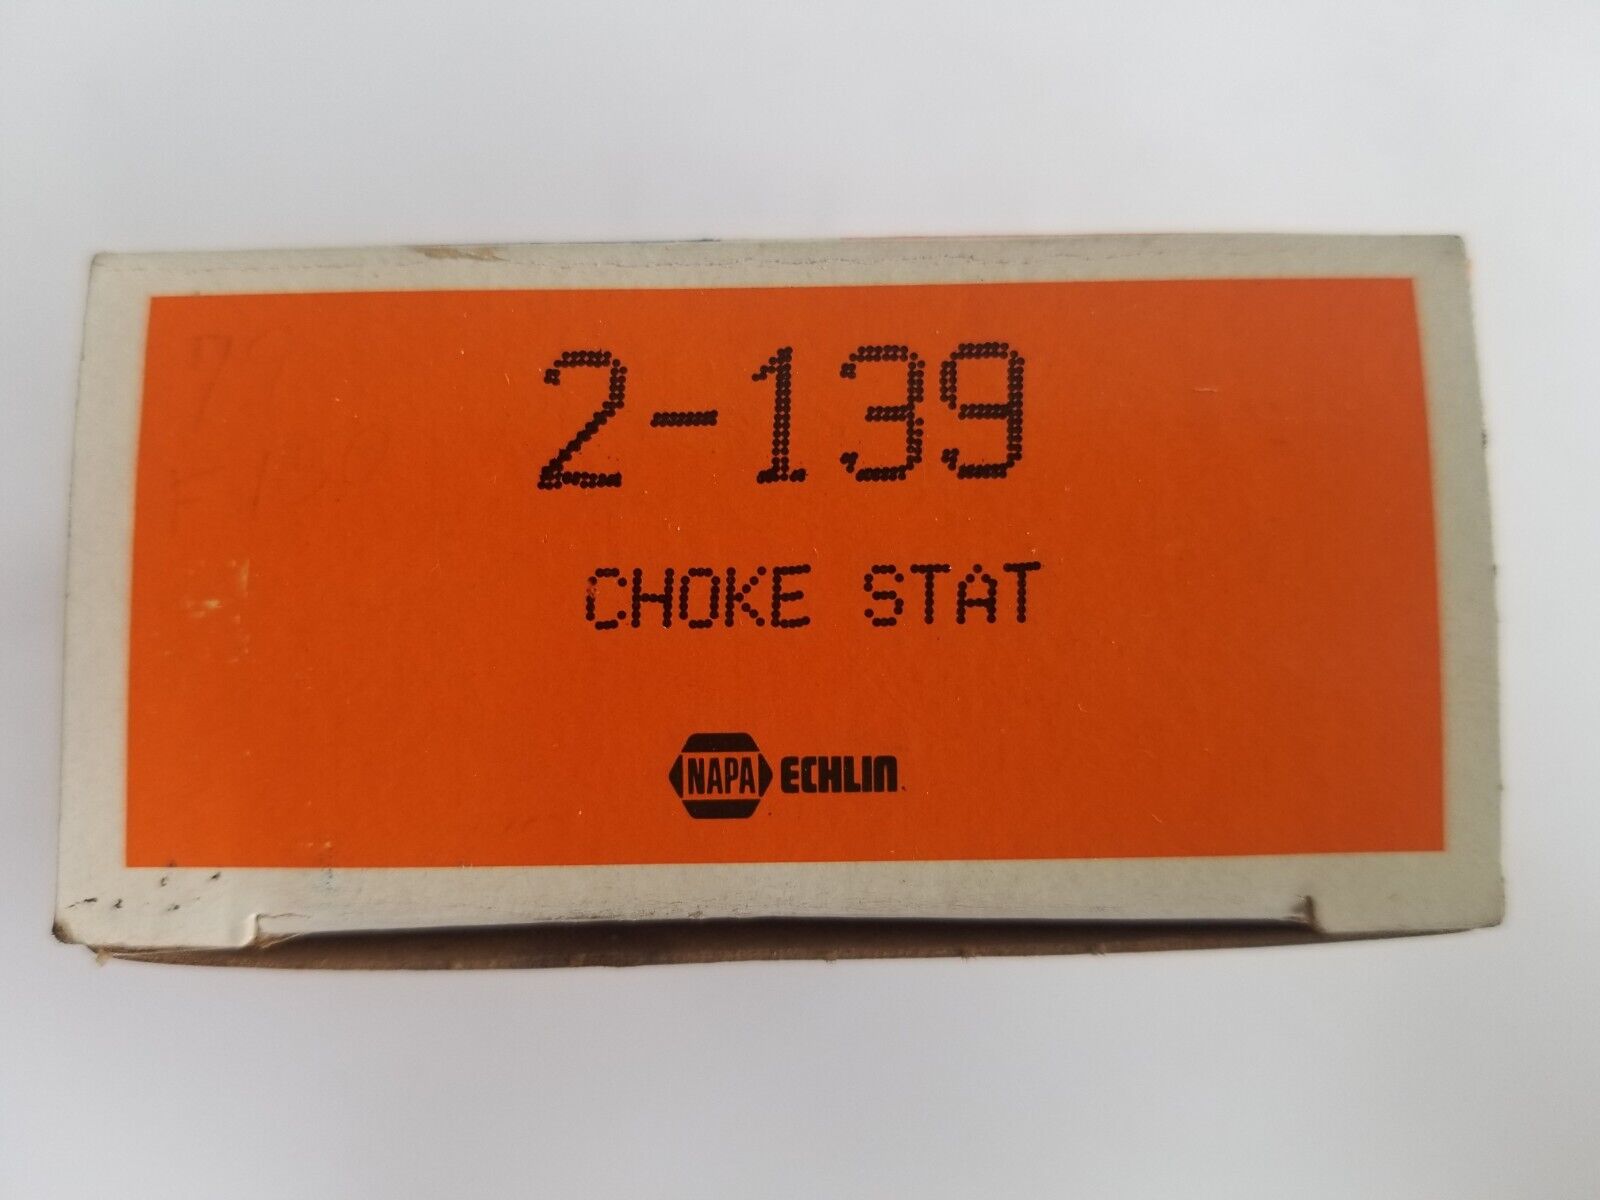 2-139
CHOKE STAT
NAPA ECHLIN